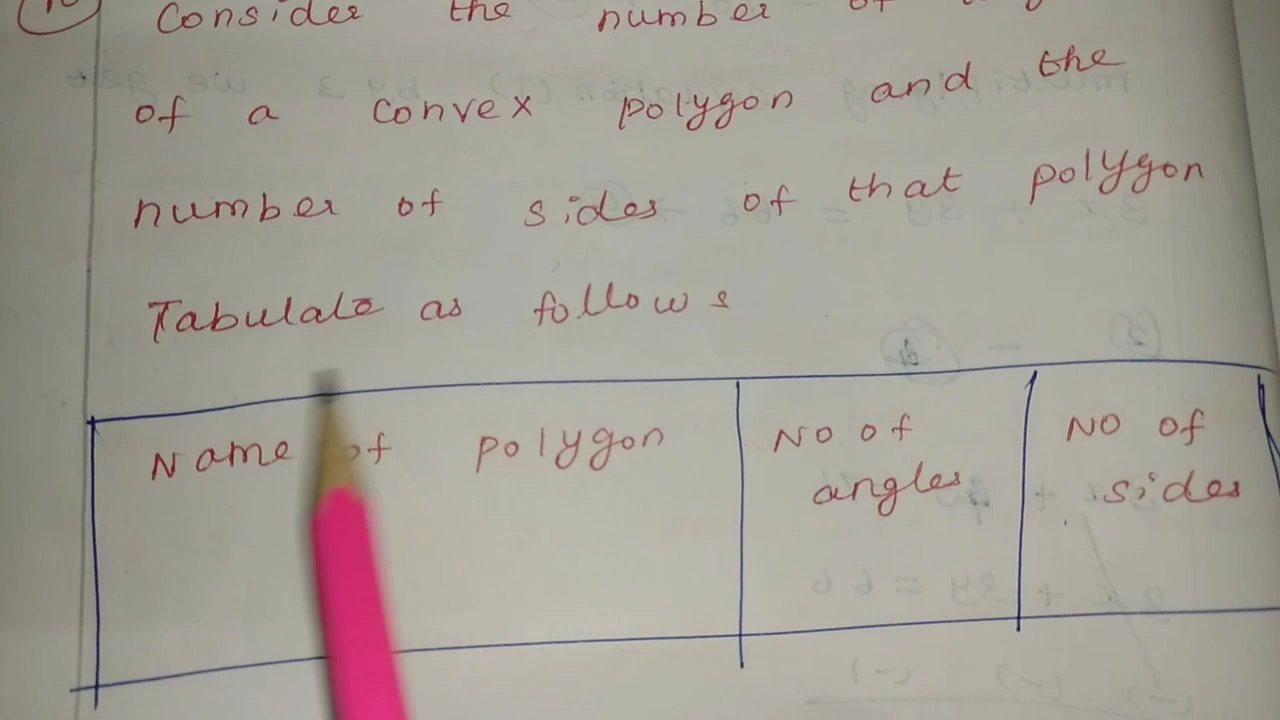 Consider the number of
of a convex polygon and the
number of sides of that polygon
Tabulate as follows
Name of polygon
NO of angles
NO of sides